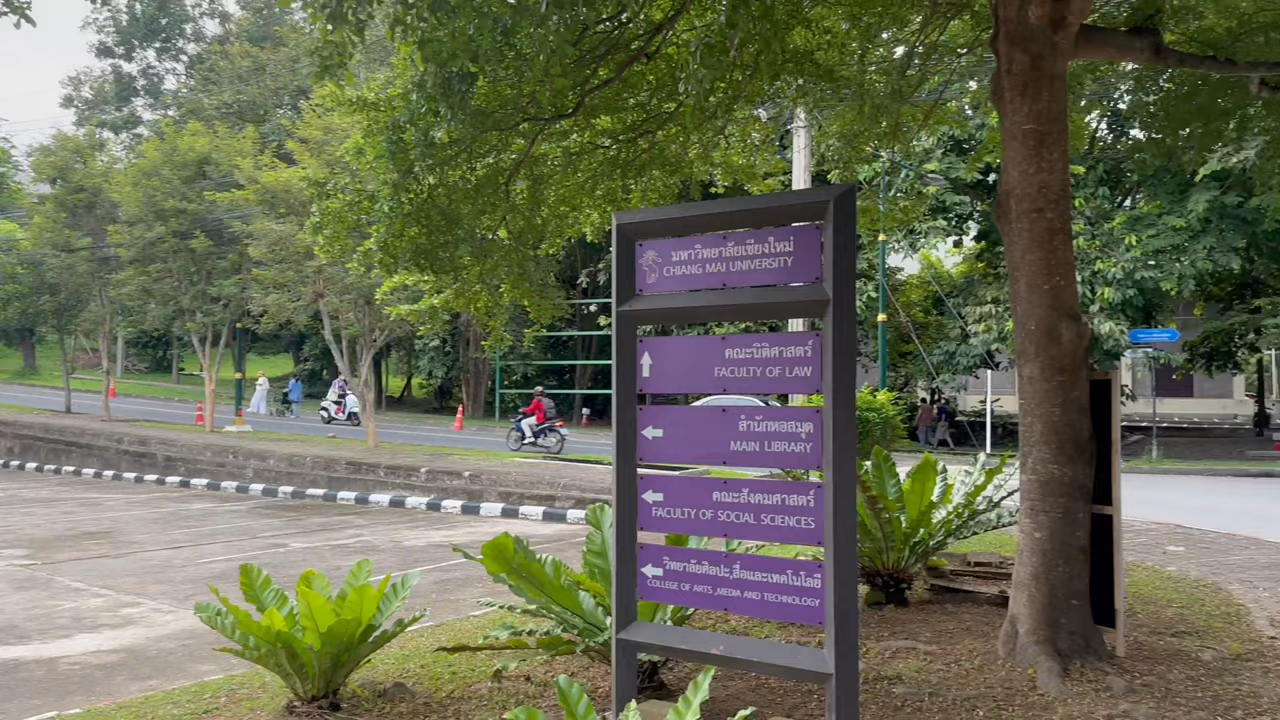 มหาวิทยาลัยเชียงใหม่
CHIANG MAI UNIVERSITY
คณะนิติศาสตร์
FACULTY OF LAW
สำนักหอสมุด
MAIN LIBRARY
คณะสังคมศาสตร์
FACULTY OF SOCIAL SCIENCES
วิทยาลัยศิลปะ,สื่อและเทคโนโลยี
COLLEGE OF ARTS ,MEDIA AND TECHNOLOGY